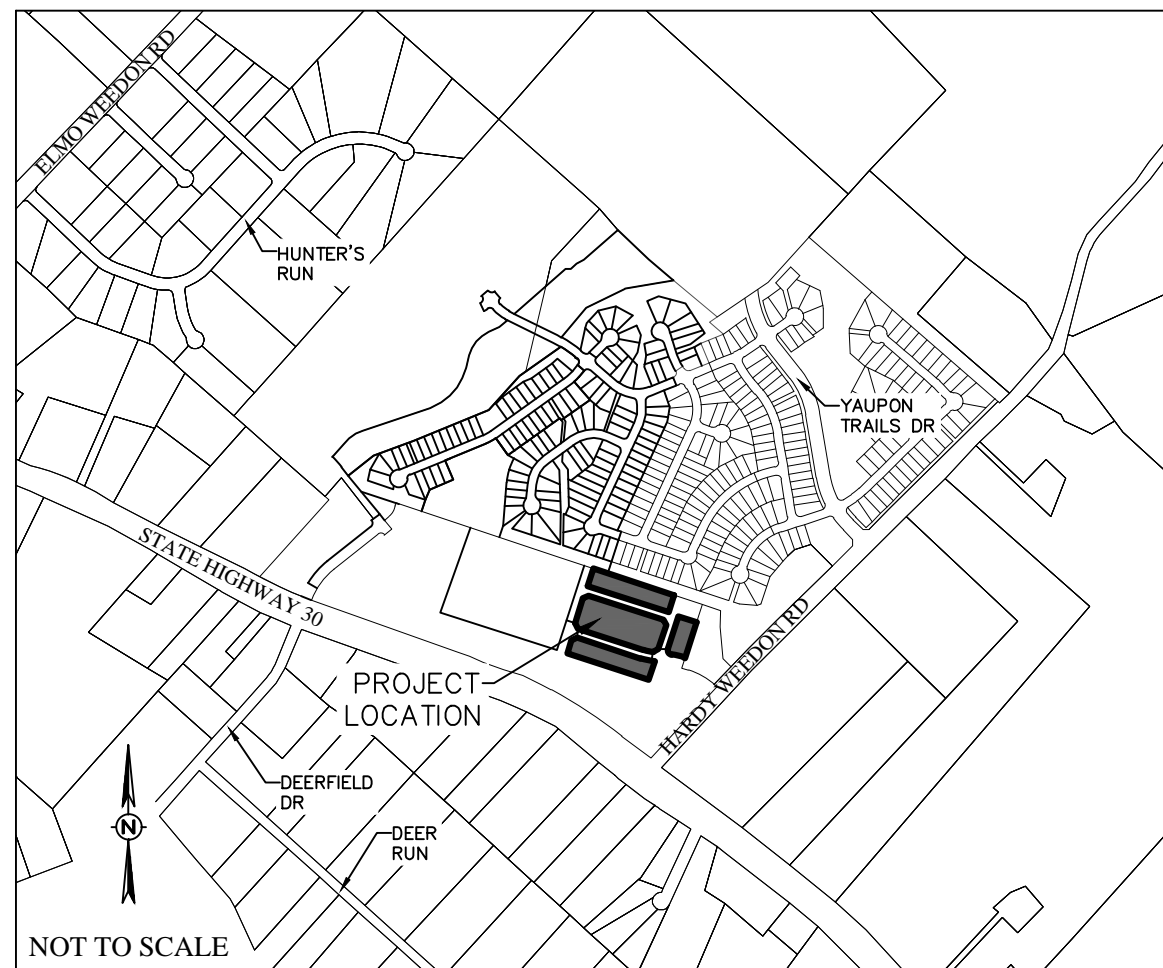 ELMO WEEDON RD
HUNTER'S
RUN
YAUPON
TRAILS DR
STATE HIGHWAY 30
PROJECT
LOCATION
HARDY WEEDON RD
DEERFIELD
DR
DEER
RUN
N
NOT TO SCALE